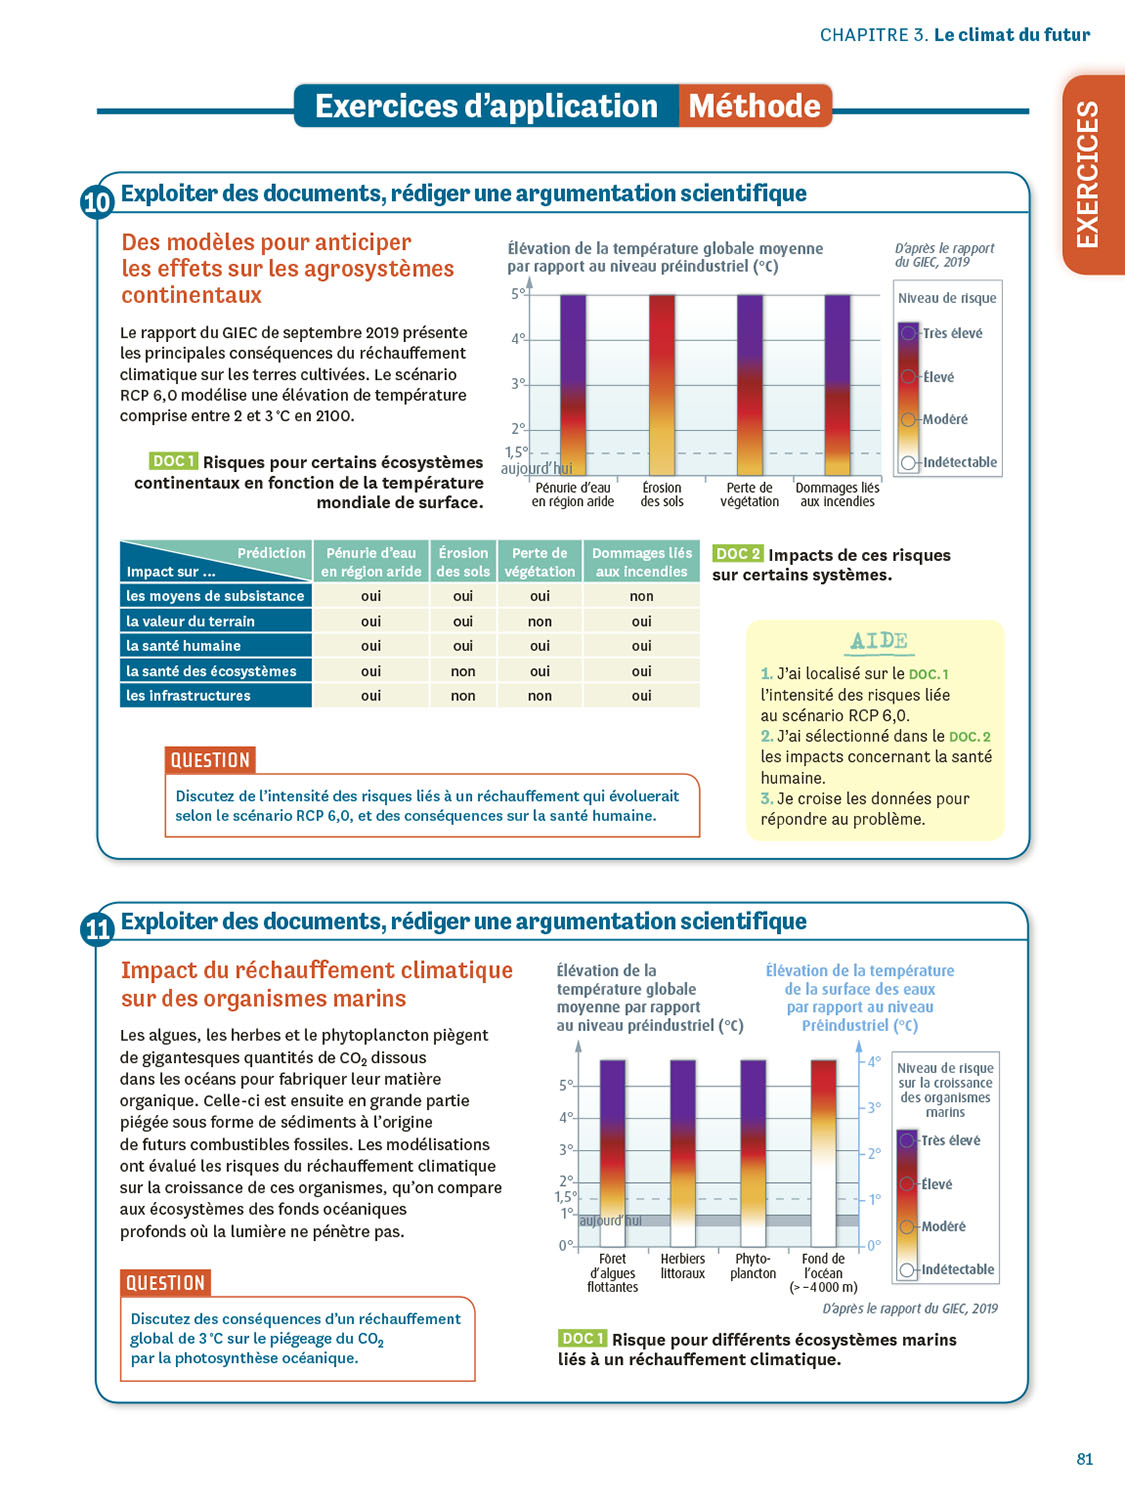 CHAPITRE 3. Le climat du futur
EXERCICES
Exercices d'application Méthode
10 Exploiter des documents, rédiger une argumentation scientifique
Des modèles pour anticiper
les effets sur les agrosystèmes
continentaux
Le rapport du GIEC de septembre 2019 présente
les principales conséquences du réchauffement
climatique sur les terres cultivées. Le scénario
RCP 6,0 modélise une élévation de température
comprise entre 2 et 3 °C en 2100.
DOC 1 Risques pour certains écosystèmes
continentaux en fonction de la température
mondiale de surface.
Élévation de la température globale moyenne
par rapport au niveau préindustriel (°C)
5°
4°
3°
2°
1,5°
aujourd'hui
Pénurie d'eau
en région aride
Érosion
des sols
Perte de
végétation
Dommages liés
aux incendies
D'après le rapport
du GIEC, 2019
Niveau de risque
Très élevé
Élevé
Modéré
Indétectable
Prédiction
Impact sur ...
Pénurie d'eau
en région aride
Érosion
des sols
Perte de
végétation
Dommages liés
aux incendies
les moyens de subsistance oui oui oui non
la valeur du terrain oui oui non oui
la santé humaine oui oui oui oui
la santé des écosystèmes oui non oui oui
les infrastructures oui non non oui
DOC 2 Impacts de ces risques
sur certains systèmes.
AIDE
1. J'ai localisé sur le DOC. 1
l'intensité des risques liée
au scénario RCP 6,0.
2. J'ai sélectionné dans le DOC. 2
les impacts concernant la santé
humaine.
3. Je croise les données pour
répondre au problème.
QUESTION
Discutez de l'intensité des risques liés à un réchauffement qui évoluerait
selon le scénario RCP 6,0, et des conséquences sur la santé humaine.
11 Exploiter des documents, rédiger une argumentation scientifique
Impact du réchauffement climatique
sur des organismes marins
Les algues, les herbes et le phytoplancton piègent
de gigantesques quantités de CO₂ dissous
dans les océans pour fabriquer leur matière
organique. Celle-ci est ensuite en grande partie
piégée sous forme de sédiments à l'origine
de futurs combustibles fossiles. Les modélisations
ont évalué les risques du réchauffement climatique
sur la croissance de ces organismes, qu'on compare
aux écosystèmes des fonds océaniques
profonds où la lumière ne pénètre pas.
QUESTION
Discutez des conséquences d'un réchauffement
global de 3 °C sur le piégeage du CO₂
par la photosynthèse océanique.
Élévation de la
température globale
moyenne par rapport
au niveau préindustriel (°C)
Élévation de la température
de la surface des eaux
par rapport au niveau
Préindustriel (°C)
5°
4°
3°
2°
1,5°
1°
aujourd'hui
0°
4°
3°
2°
1°
0°
Fôret
d'algues
flottantes
Herbiers
littoraux
Phyto-
plancton
Fond de
l'océan
(> – 4 000 m)
Niveau de risque
sur la croissance
des organismes
marins
Très élevé
Élevé
Modéré
Indétectable
D'après le rapport du GIEC, 2019
DOC 1 Risque pour différents écosystèmes marins
liés à un réchauffement climatique.
81